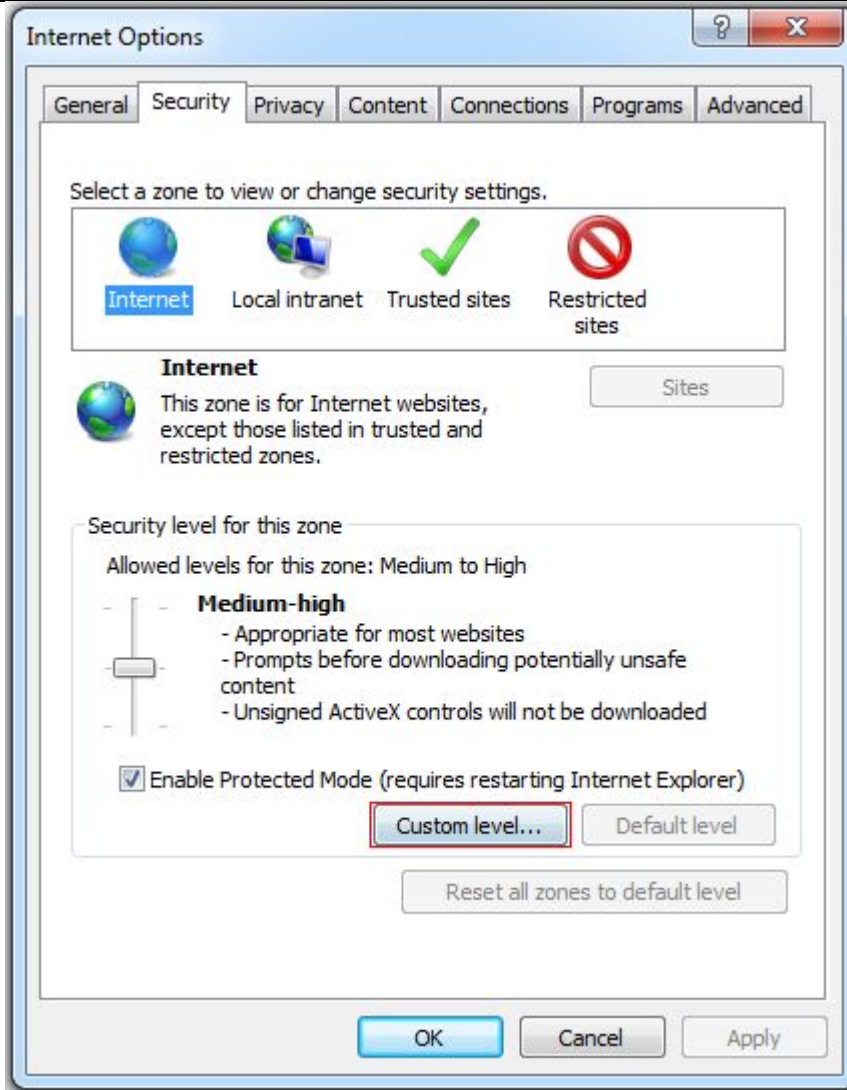 Internet Options
General Security Privacy Content Connections Programs Advanced
Select a zone to view or change security settings.
Internet Local intranet Trusted sites Restricted
sites
Internet
Sites
This zone is for Internet websites,
except those listed in trusted and
restricted zones.
Security level for this zone
Allowed levels for this zone: Medium to High
Medium-high
- Appropriate for most websites
- Prompts before downloading potentially unsafe
content
- Unsigned ActiveX controls will not be downloaded
Enable Protected Mode (requires restarting Internet Explorer)
Custom level... Default level
Reset all zones to default level
OK Cancel Apply